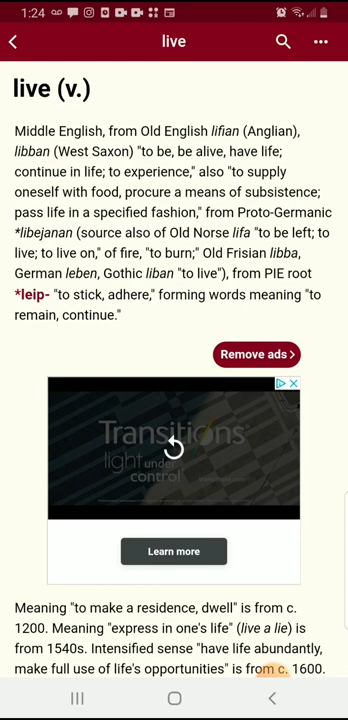 1:24
live
live (v.)
Middle English, from Old English lifian (Anglian),
libban (West Saxon) "to be, be alive, have life;
continue in life; to experience," also "to supply
oneself with food, procure a means of subsistence;
pass life in a specified fashion," from Proto-Germanic
*libejanan (source also of Old Norse lifa "to be left; to
live; to live on," of fire, "to burn;" Old Frisian libba,
German leben, Gothic liban "to live"), from PIE root
*leip- "to stick, adhere," forming words meaning "to
remain, continue."
Remove ads
Transitions
light under
control
Learn more
Meaning "to make a residence, dwell" is from c.
1200. Meaning "express in one's life" (live a lie) is
from 1540s. Intensified sense "have life abundantly,
make full use of life's opportunities" is from c. 1600.